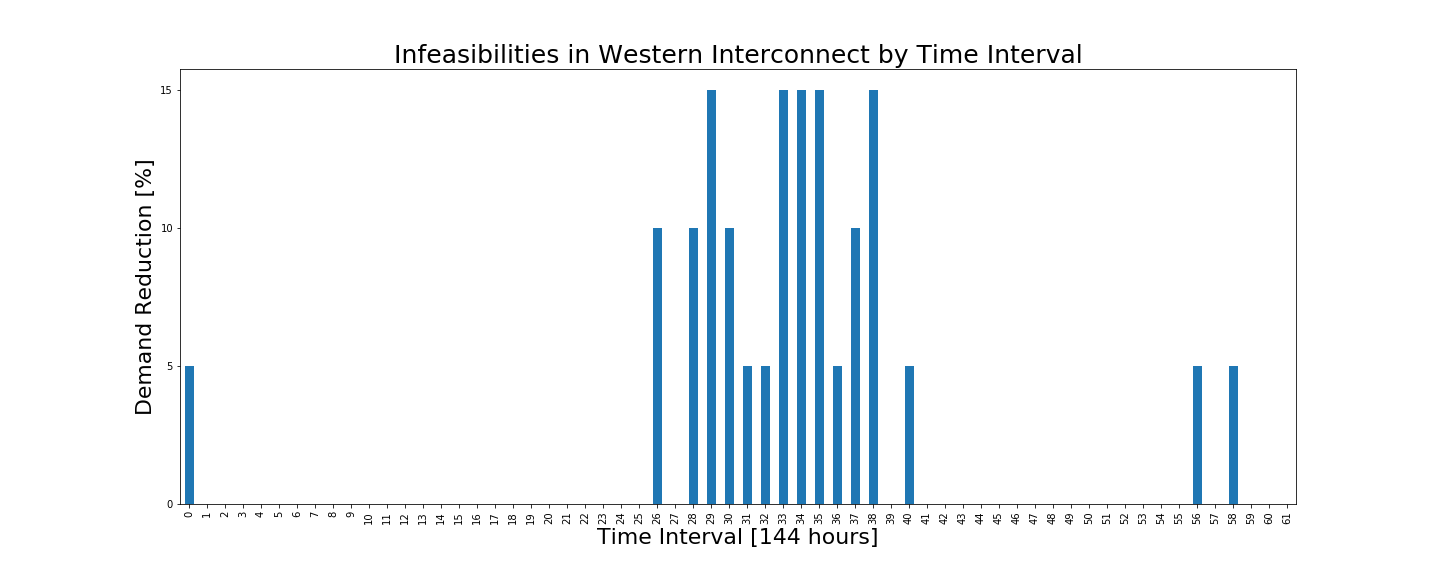 Infeasibilities in Western Interconnect by Time Interval
15
10
5
0
Demand Reduction [%]
0 1 2 3 4 5 6 7 8 9 10 11 12 13 14 15 16 17 18 19 20 21 22 23 24 25 26 27 28 29 30 31 32 33 34 35 36 37 38 39 40 41 42 43 44 45 46 47 48 49 50 51 52 53 54 55 56 57 58 59 60 61
Time Interval [144 hours]